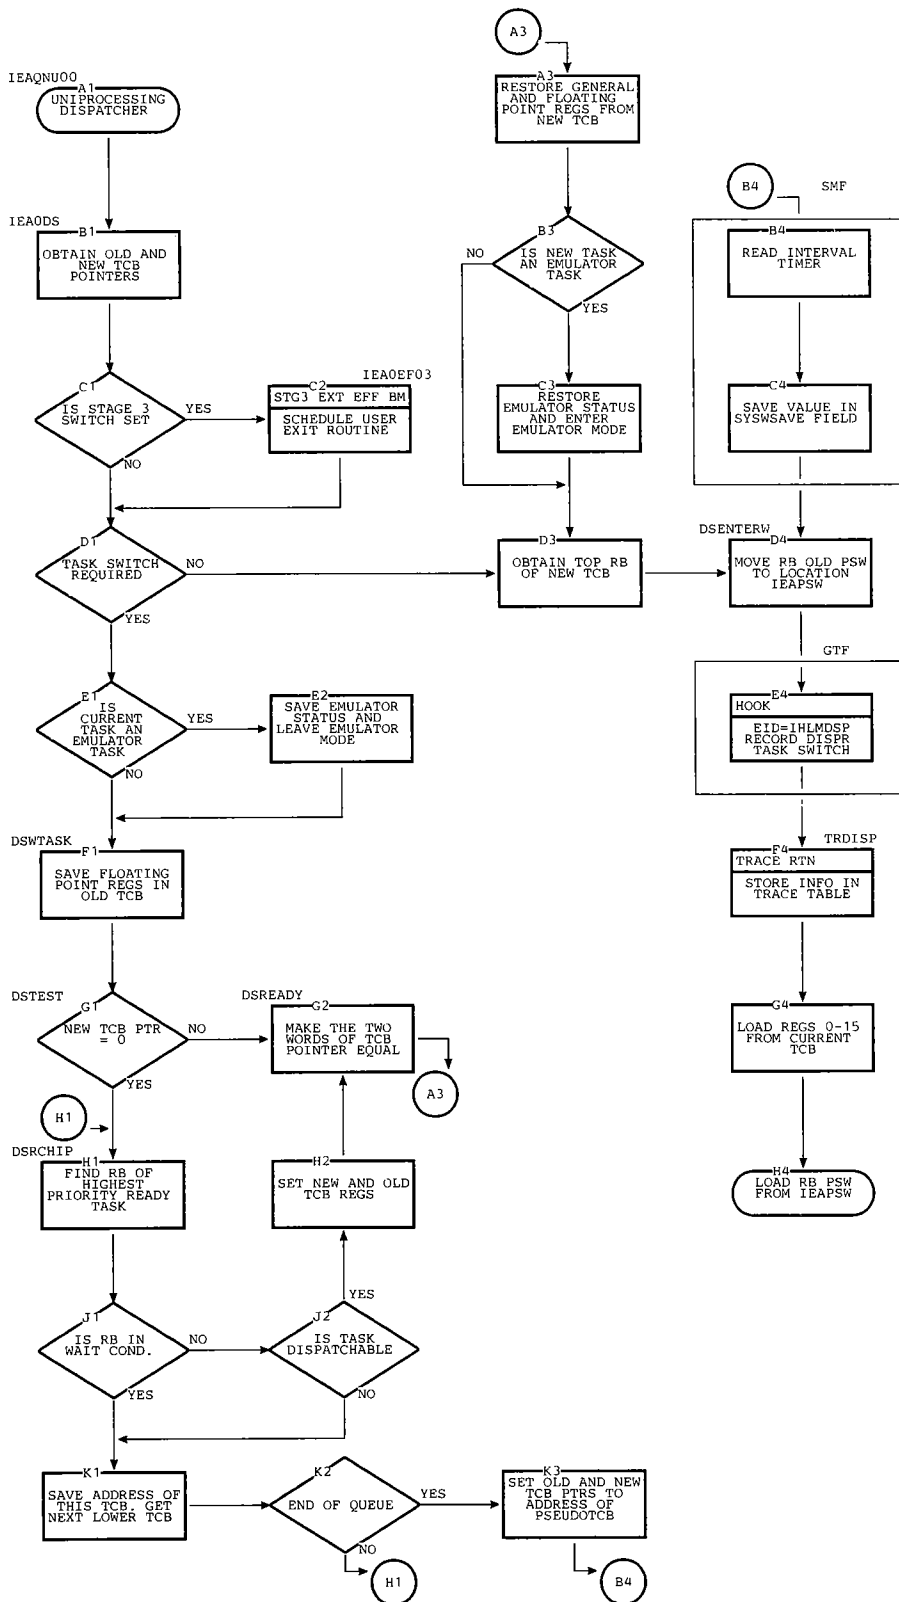 IEAQNU00
A1
UNIPROCESSING
DISPATCHER
IEA0DS
B1
OBTAIN OLD AND
NEW TCB
POINTERS
C1
IS STAGE 3
SWITCH SET
YES
NO
IEA0EF03
C2
STG3 EXT EFF BM
SCHEDULE USER
EXIT ROUTINE
D1
TASK SWITCH
REQUIRED
NO
YES
E1
IS
CURRENT
TASK AN
EMULATOR
TASK
YES
NO
E2
SAVE EMULATOR
STATUS AND
LEAVE EMULATOR
MODE
DSWTASK
F1
SAVE FLOATING
POINT REGS IN
OLD TCB
DSTEST
G1
NEW TCB PTR
= 0
NO
YES
DSREADY
G2
MAKE THE TWO
WORDS OF TCB
POINTER EQUAL
A3
H1
DSRCHIP
H1
FIND RB OF
HIGHEST
PRIORITY READY
TASK
H2
SET NEW AND OLD
TCB REGS
J1
IS RB IN
WAIT COND.
NO
YES
YES
J2
IS TASK
DISPATCHABLE
NO
K1
SAVE ADDRESS OF
THIS TCB. GET
NEXT LOWER TCB
K2
END OF QUEUE
YES
NO
H1
K3
SET OLD AND NEW
TCB PTRS TO
ADDRESS OF
PSEUDOTCB
B4
A3
A3
RESTORE GENERAL
AND FLOATING
POINT REGS FROM
NEW TCB
B3
IS NEW TASK
AN EMULATOR
TASK
NO
YES
C3
RESTORE
EMULATOR STATUS
AND ENTER
EMULATOR MODE
D3
OBTAIN TOP RB
OF NEW TCB
B4
SMF
B4
READ INTERVAL
TIMER
C4
SAVE VALUE IN
SYSWSAVE FIELD
DSENTERW
D4
MOVE RB OLD PSW
TO LOCATION
IEAPSW
GTF
E4
HOOK
EID=IHLMDSP
RECORD DISPR
TASK SWITCH
TRDISP
F4
TRACE RTN
STORE INFO IN
TRACE TABLE
G4
LOAD REGS 0-15
FROM CURRENT
TCB
H4
LOAD RB PSW
FROM IEAPSW